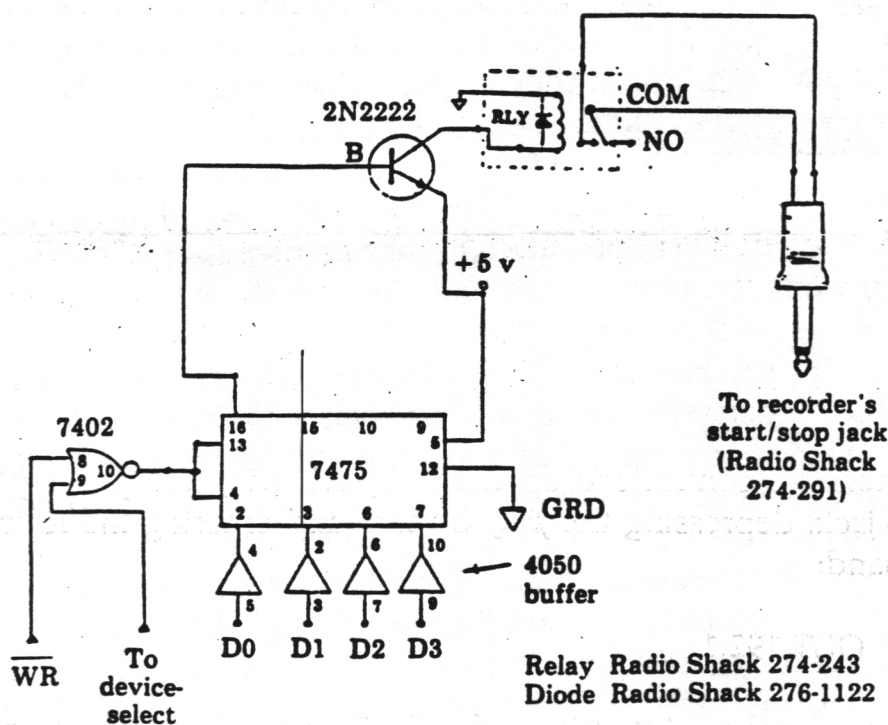 COM
2N2222
RLY
B
NO
+5 v
To recorder's
start/stop jack
(Radio Shack
274-291)
7402
16 15 10 9
13 5
8 10
9
7475
12
4
2 3 6 7
GRD
4 2 6 10
4050
buffer
5 3 7 9
D0 D1 D2 D3
WR
To
device-
select
Relay Radio Shack 274-243
Diode Radio Shack 276-1122